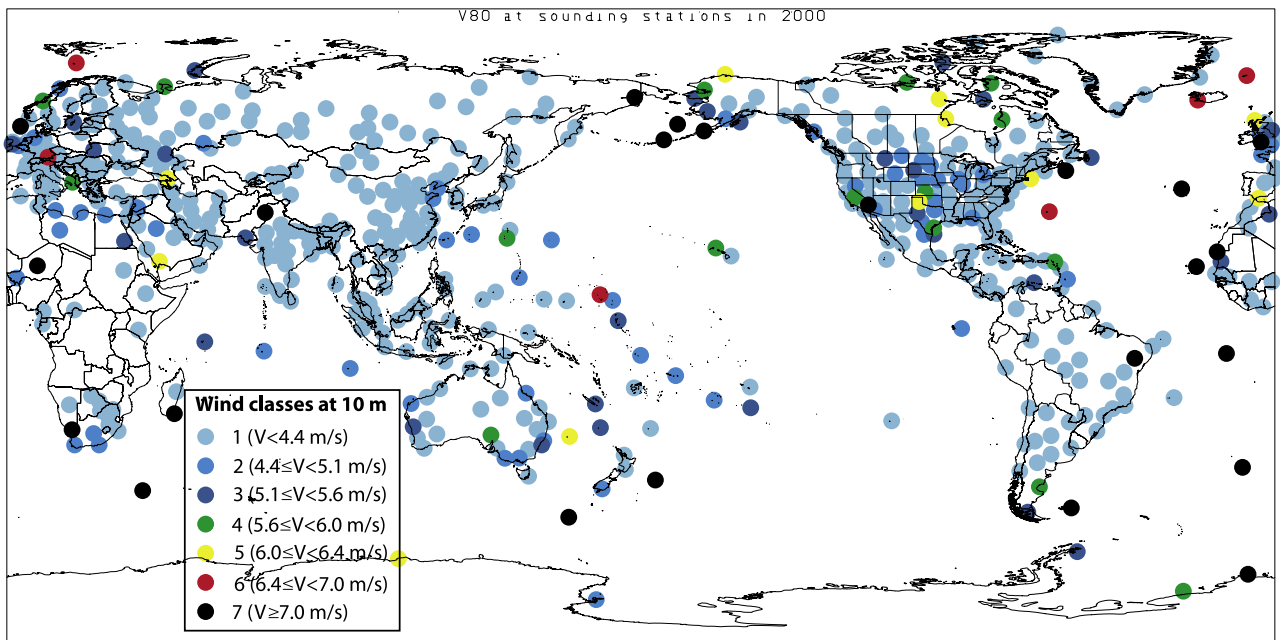 V80 at sounding stations in 2000
Wind classes at 10 m
1 (V<4.4 m/s)
2 (4.4≤V<5.1 m/s)
3 (5.1≤V<5.6 m/s)
4 (5.6≤V<6.0 m/s)
5 (6.0≤V<6.4 m/s)
6 (6.4≤V<7.0 m/s)
7 (V≥7.0 m/s)